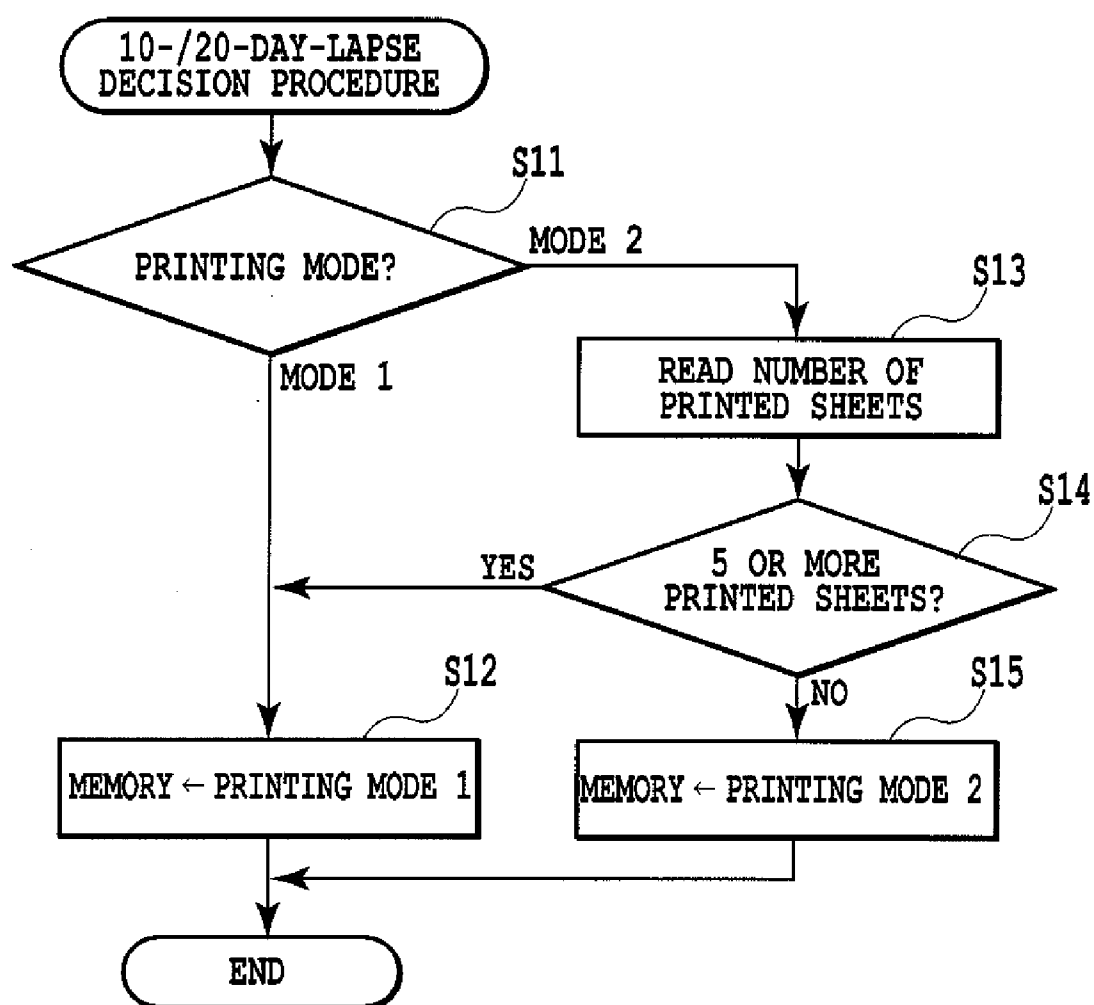 10-/20-DAY-LAPSE
DECISION PROCEDURE
S11
PRINTING MODE?
MODE 2
MODE 1
S13
READ NUMBER OF
PRINTED SHEETS
S14
5 OR MORE
PRINTED SHEETS?
YES
NO
S12
MEMORY ← PRINTING MODE 1
S15
MEMORY ← PRINTING MODE 2
END